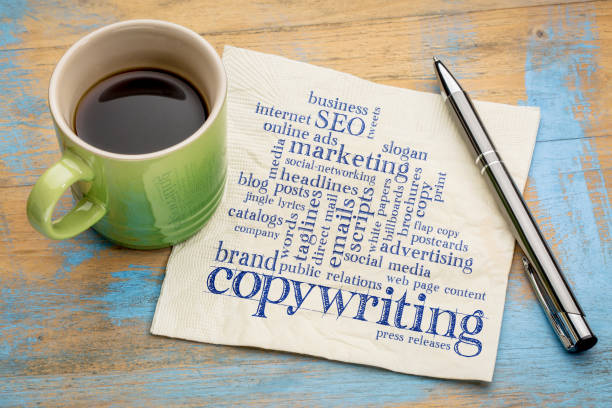 business
internet SEO tweets
online ads slogan
marketing
media social-networking
blog posts headlines
jingle lyrics
catalogs
company
words
taglines
direct mail
emails
scripts
white papers
billboards
brochures
copy
print
flap copy
postcards
advertising
social media
brand
public relations
web page content
copywriting
press releases